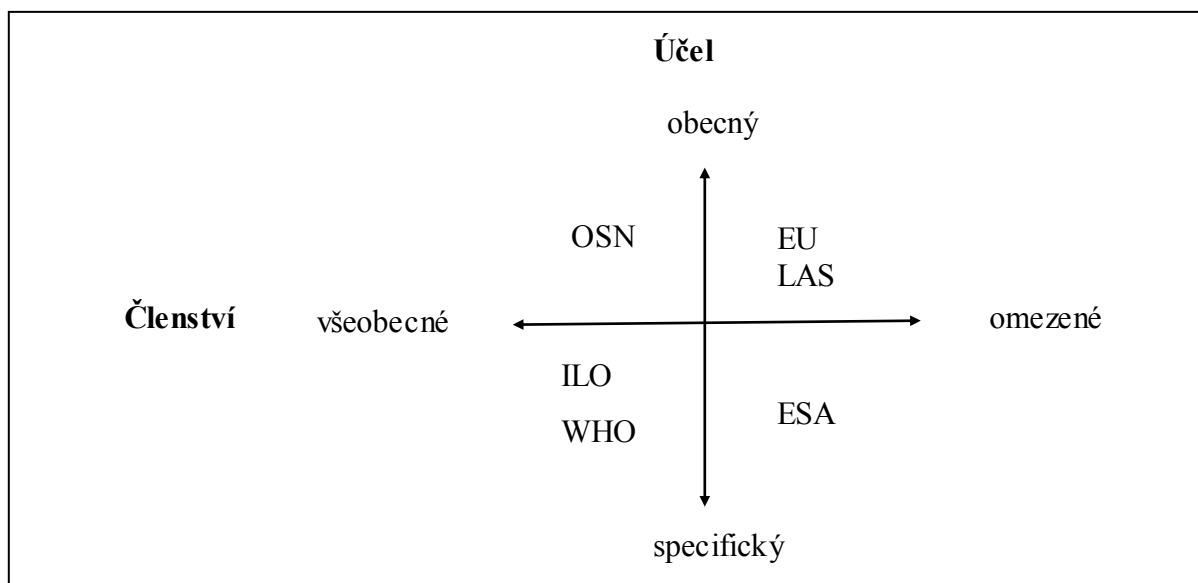 Účel
obecný
OSN
EU
LAS
Členství
všeobecné
omezené
ILO
WHO
ESA
specifický